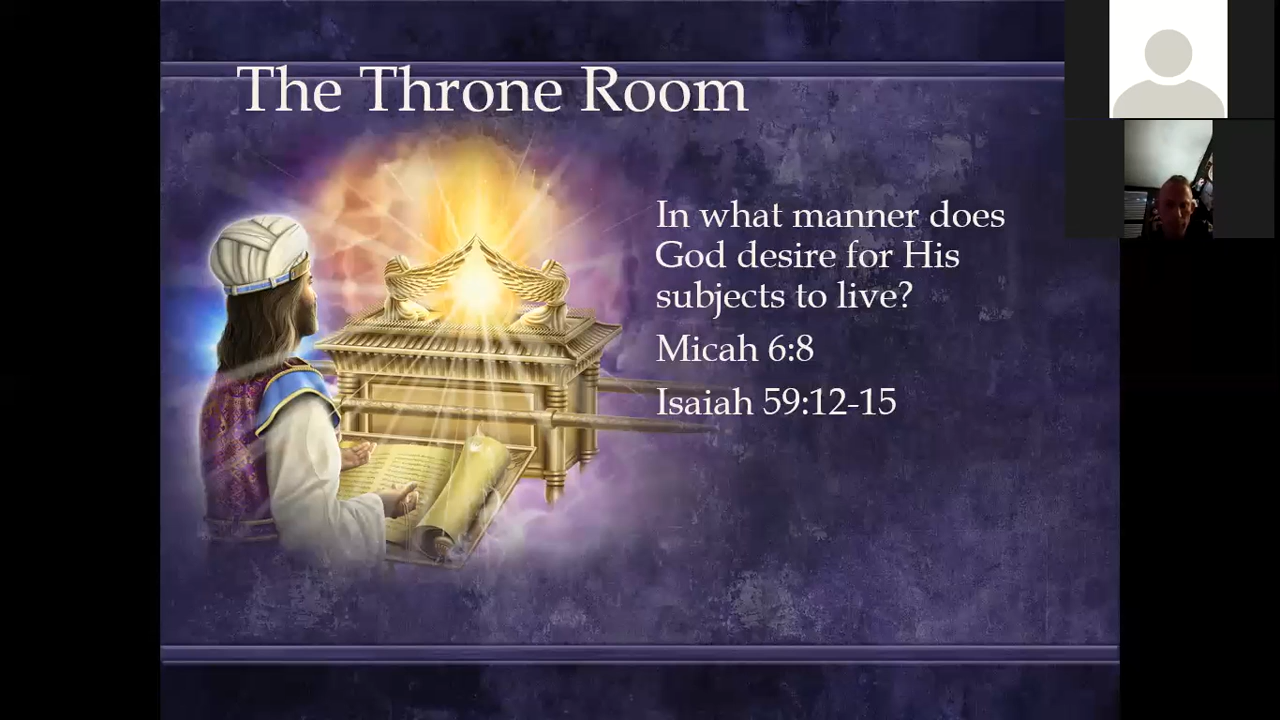 The Throne Room
In what manner does
God desire for His
subjects to live?
Micah 6:8
Isaiah 59:12-15